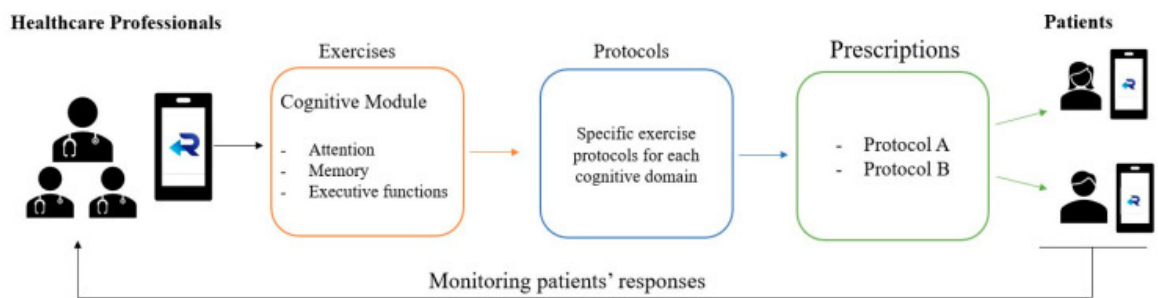 Healthcare Professionals
Patients
Exercises
Protocols
Prescriptions
Cognitive Module
- Attention
- Memory
- Executive functions
Specific exercise
protocols for each
cognitive domain
- Protocol A
- Protocol B
Monitoring patients’ responses